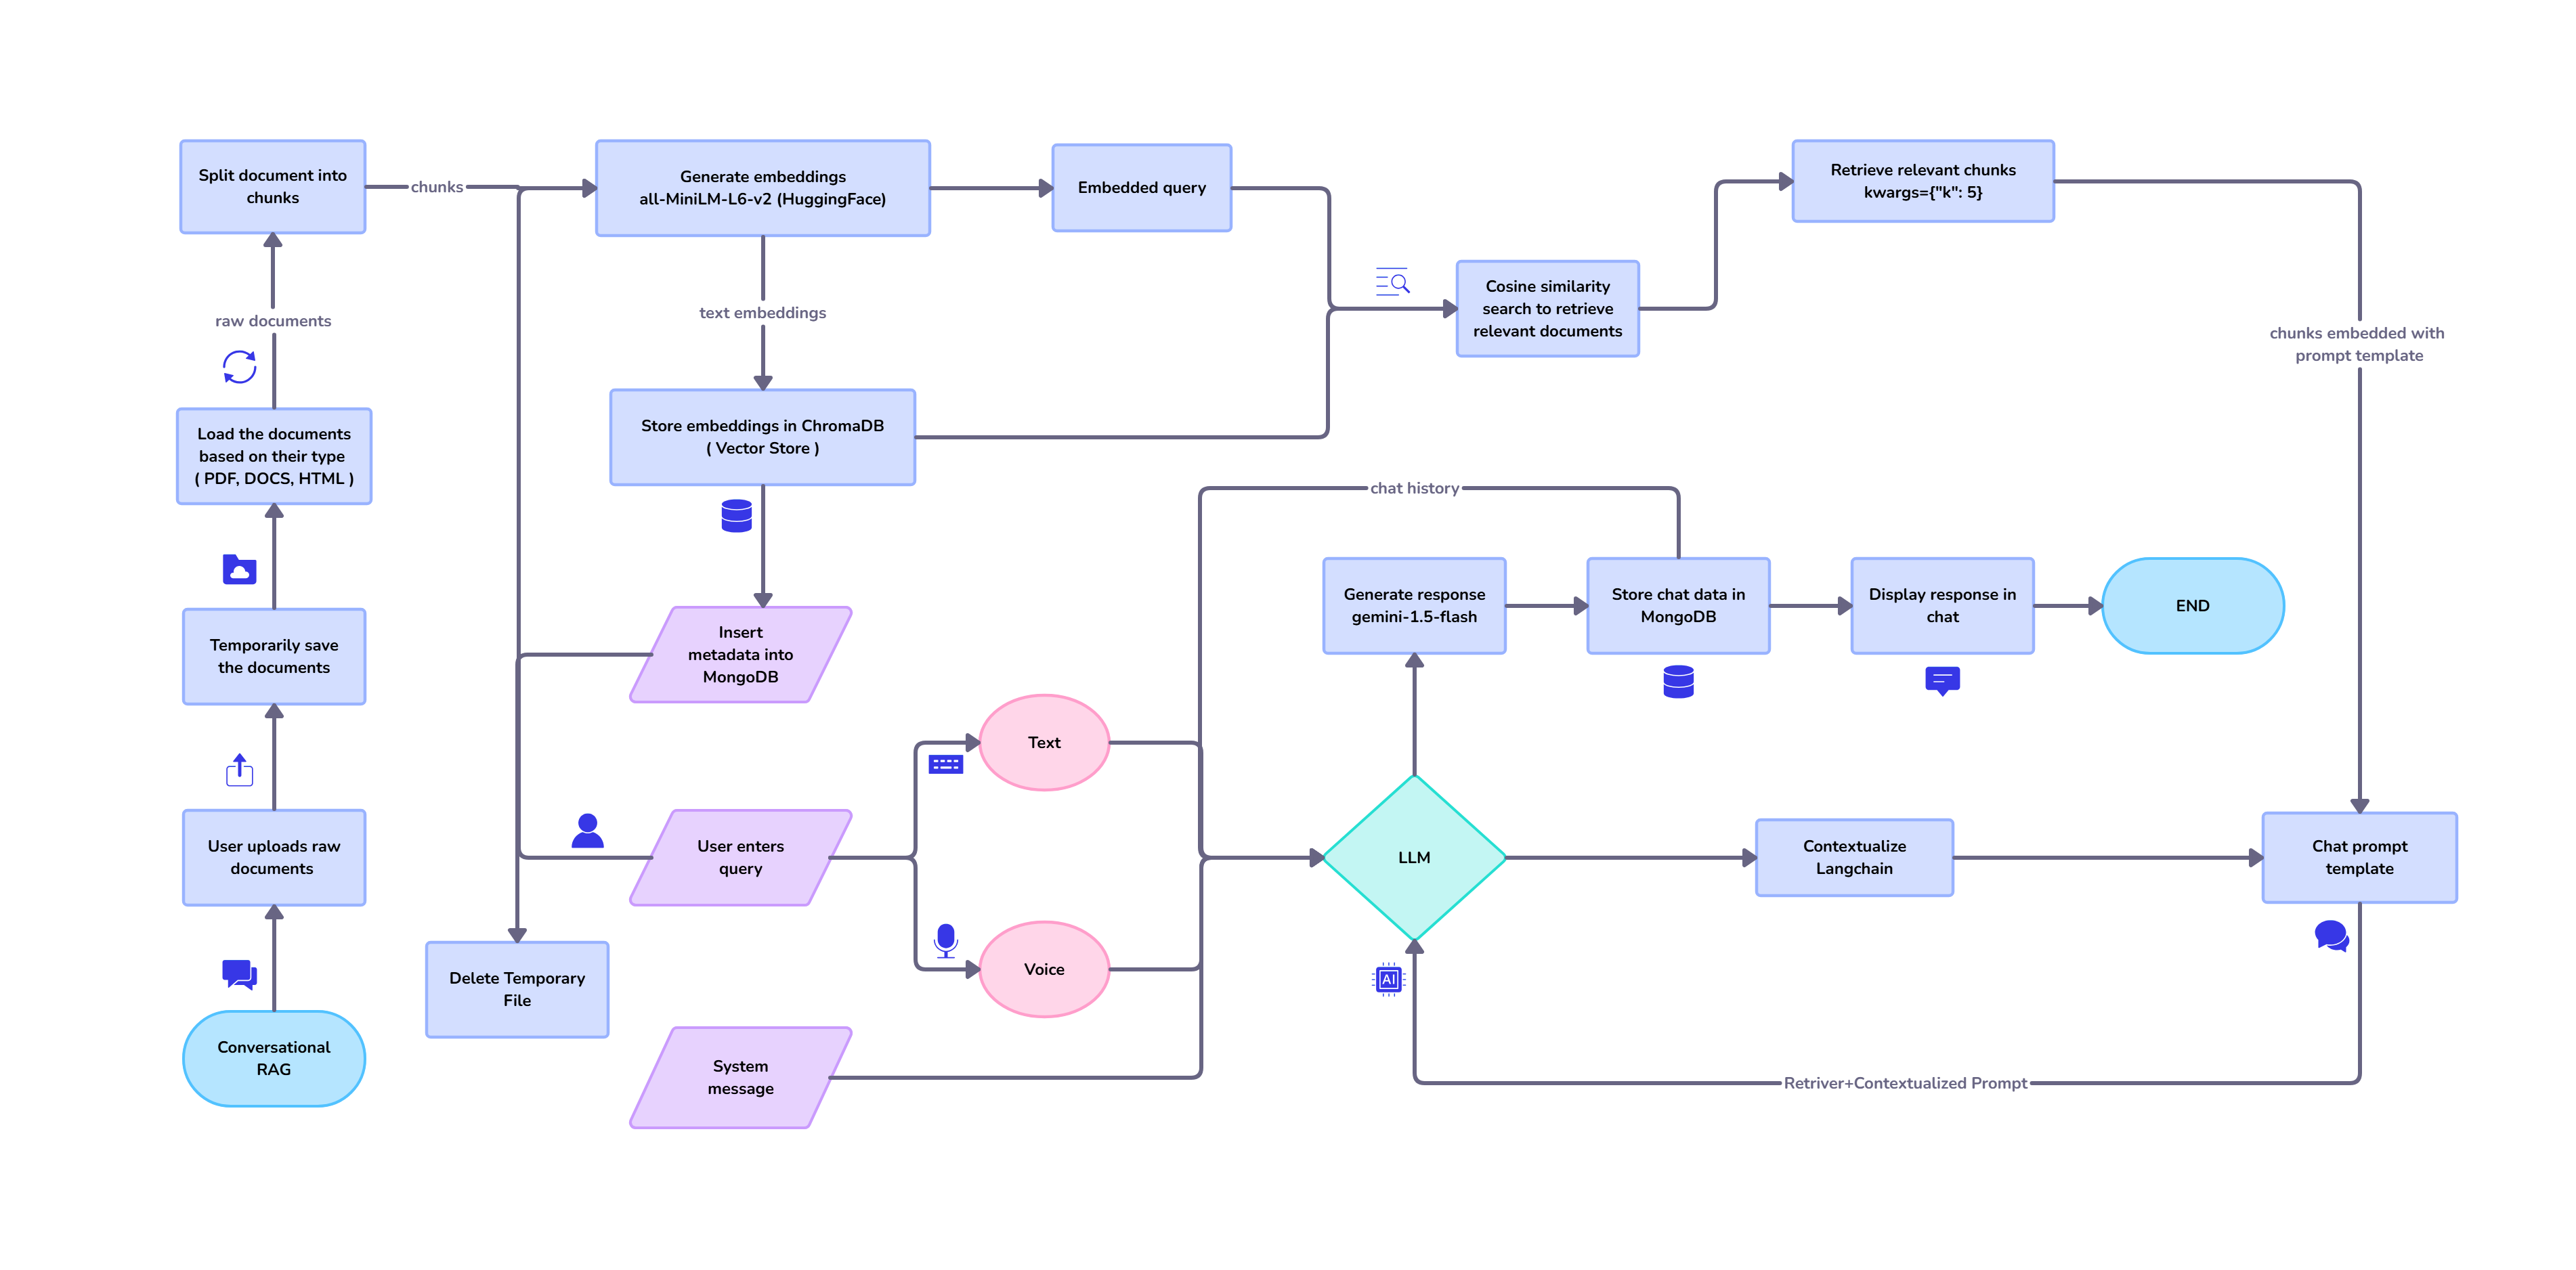 Split document into
chunks
chunks
Generate embeddings
all-MiniLM-L6-v2 (HuggingFace)
Embedded query
Retrieve relevant chunks
kwargs={"k": 5}
Cosine similarity
search to retrieve
relevant documents
raw documents
text embeddings
chunks embedded with
prompt template
Load the documents
based on their type
( PDF, DOCS, HTML )
Store embeddings in ChromaDB
( Vector Store )
chat history
Temporarily save
the documents
Insert
metadata into
MongoDB
Generate response
gemini-1.5-flash
Store chat data in
MongoDB
Display response in
chat
END
Text
User uploads raw
documents
User enters
query
LLM
Contextualize
Langchain
Chat prompt
template
Voice
Delete Temporary
File
AI
Conversational
RAG
System
message
Retriver+Contextualized Prompt